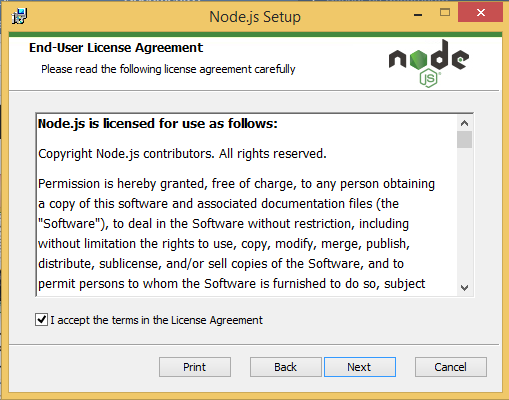 Node.js Setup
End-User License Agreement
Please read the following license agreement carefully
node
JS
Node.js is licensed for use as follows:
Copyright Node.js contributors. All rights reserved.
Permission is hereby granted, free of charge, to any person obtaining
a copy of this software and associated documentation files (the
"Software"), to deal in the Software without restriction, including
without limitation the rights to use, copy, modify, merge, publish,
distribute, sublicense, and/or sell copies of the Software, and to
permit persons to whom the Software is furnished to do so, subject
I accept the terms in the License Agreement
Print Back Next Cancel